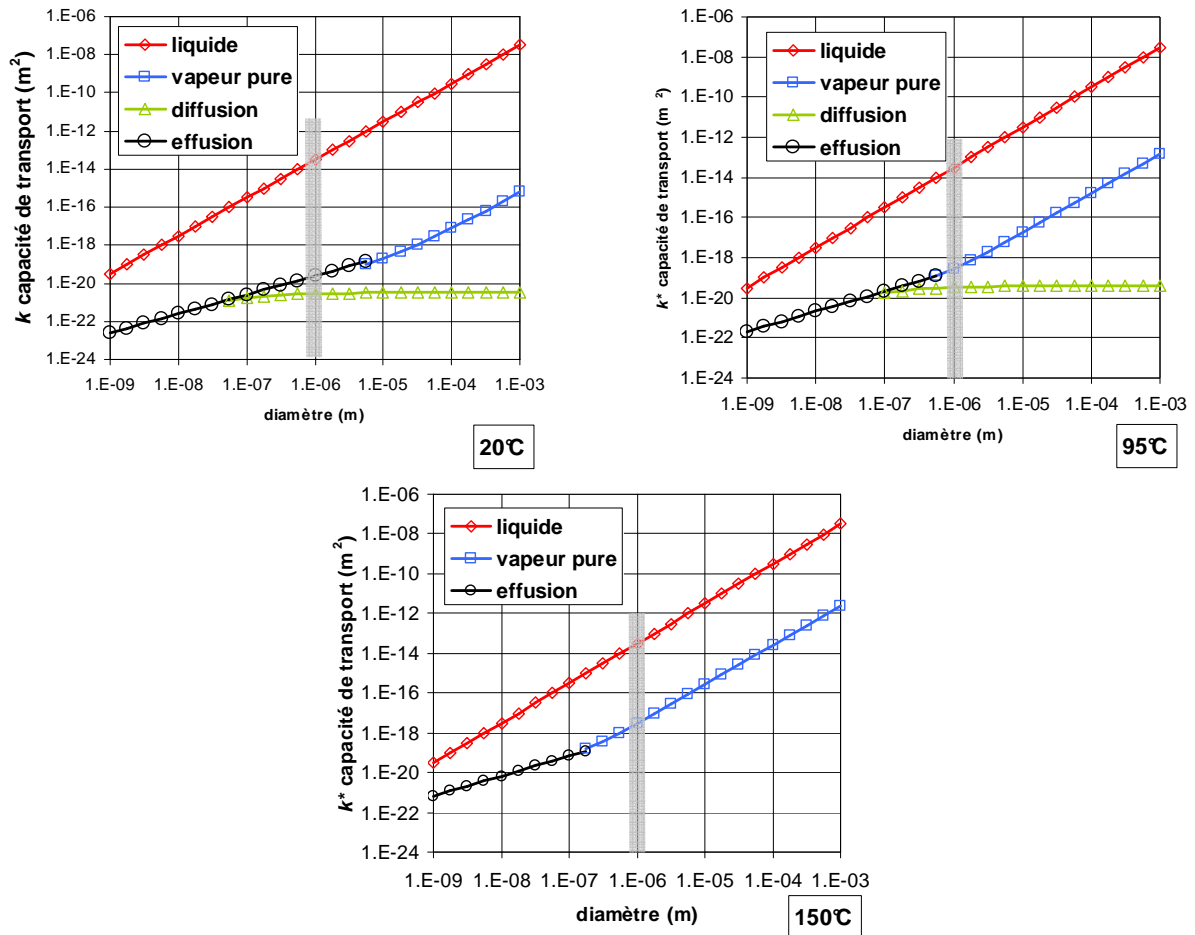 k capacité de transport (m²)
1.E-06
1.E-08
1.E-10
1.E-12
1.E-14
1.E-16
1.E-18
1.E-20
1.E-22
1.E-24
liquide
vapeur pure
diffusion
effusion
1.E-09 1.E-08 1.E-07 1.E-06 1.E-05 1.E-04 1.E-03
diamètre (m)
20℃
k* capacité de transport (m²)
1.E-06
1.E-08
1.E-10
1.E-12
1.E-14
1.E-16
1.E-18
1.E-20
1.E-22
1.E-24
liquide
vapeur pure
diffusion
effusion
1.E-09 1.E-08 1.E-07 1.E-06 1.E-05 1.E-04 1.E-03
diamètre (m)
95℃
k* capacité de transport (m²)
1.E-06
1.E-08
1.E-10
1.E-12
1.E-14
1.E-16
1.E-18
1.E-20
1.E-22
1.E-24
liquide
vapeur pure
effusion
1.E-09 1.E-08 1.E-07 1.E-06 1.E-05 1.E-04 1.E-03
diamètre (m)
150℃